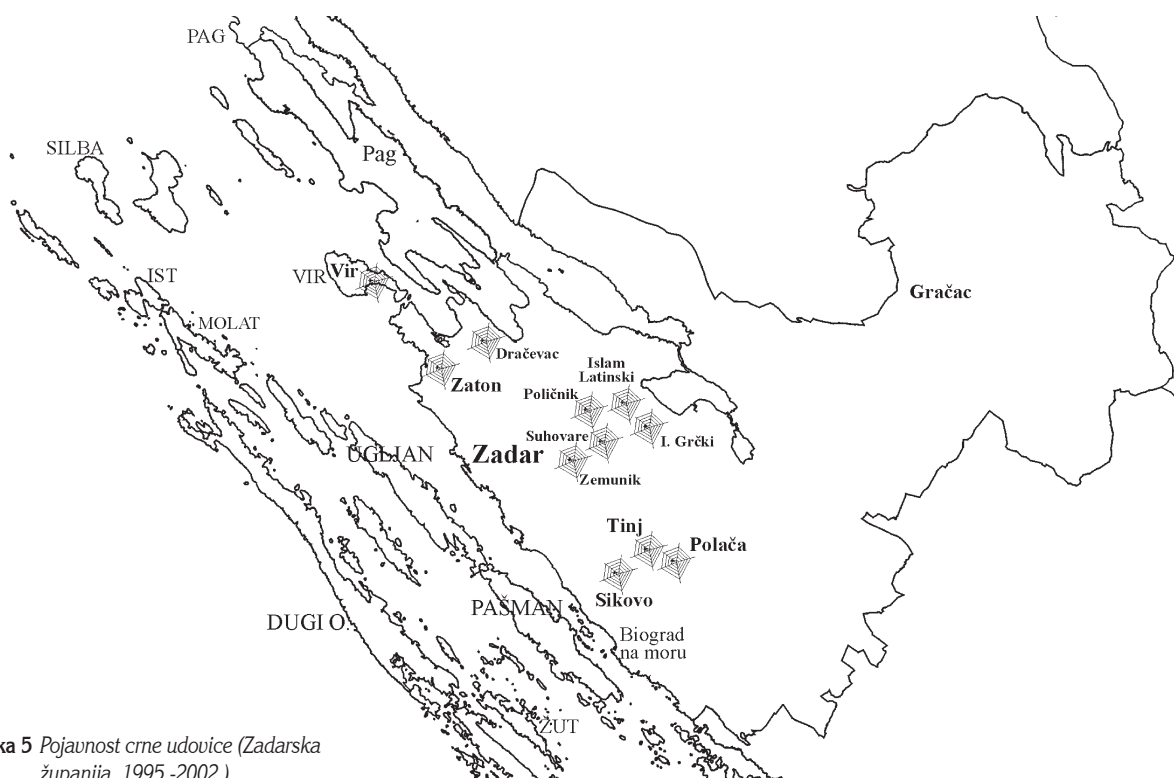 PAG
SILBA
Pag
IST
VIR
Vir
MOLAT
Gračac
Dračevac
Zaton
Islam
Latinski
Poličnik
Suhovare
I. Grčki
UGLJAN
Zadar
Zemunik
Tinj
Polača
Sikovo
DUGI O.
PAŠMAN
Biograd
na moru
ŽUT
ka 5 Pojavnost crne udovice (Zadarska
županija, 1995.-2002.)